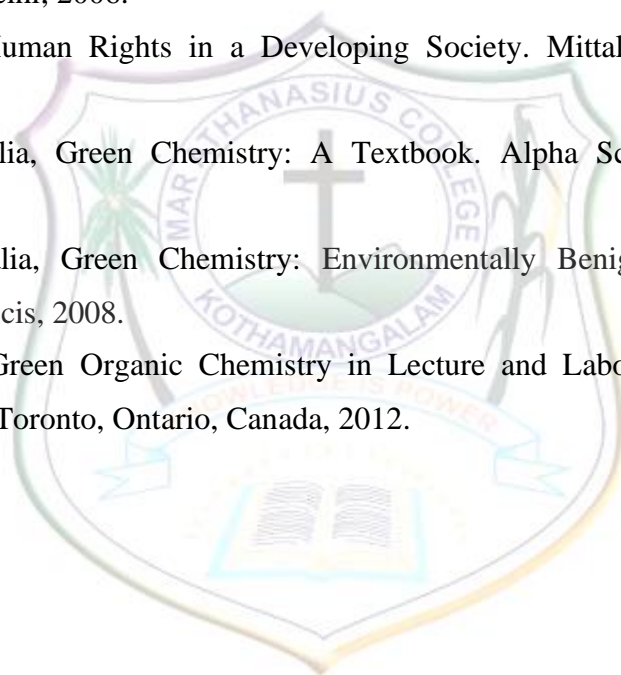 2008.
Human Rights in a Developing Society. Mittal
lia, Green Chemistry: A Textbook. Alpha Sc
lia, Green Chemistry: Environmentally Benig
cis, 2008.
Green Organic Chemistry in Lecture and Labo
Toronto, Ontario, Canada, 2012.
MAR ATHANASIUS COLLEGE
KOTHAMANGALAM
KNOWLEDGE IS POWER